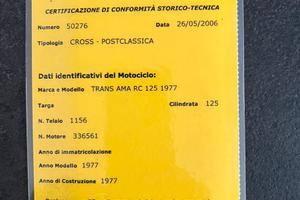 CERTIFICAZIONE DI CONFORMITÀ STORICO-TECNICA
Numero 50276 Data 26/05/2006
Tipologia CROSS - POSTCLASSICA
Dati identificativi del Motociclo:
Marca e Modello TRANS AMA RC 125 1977
Targa Cilindrata 125
N. Telaio 1156
N. Motore 336561
Anno di immatricolazione
Anno Modello 1977
Anno di Costruzione 1977